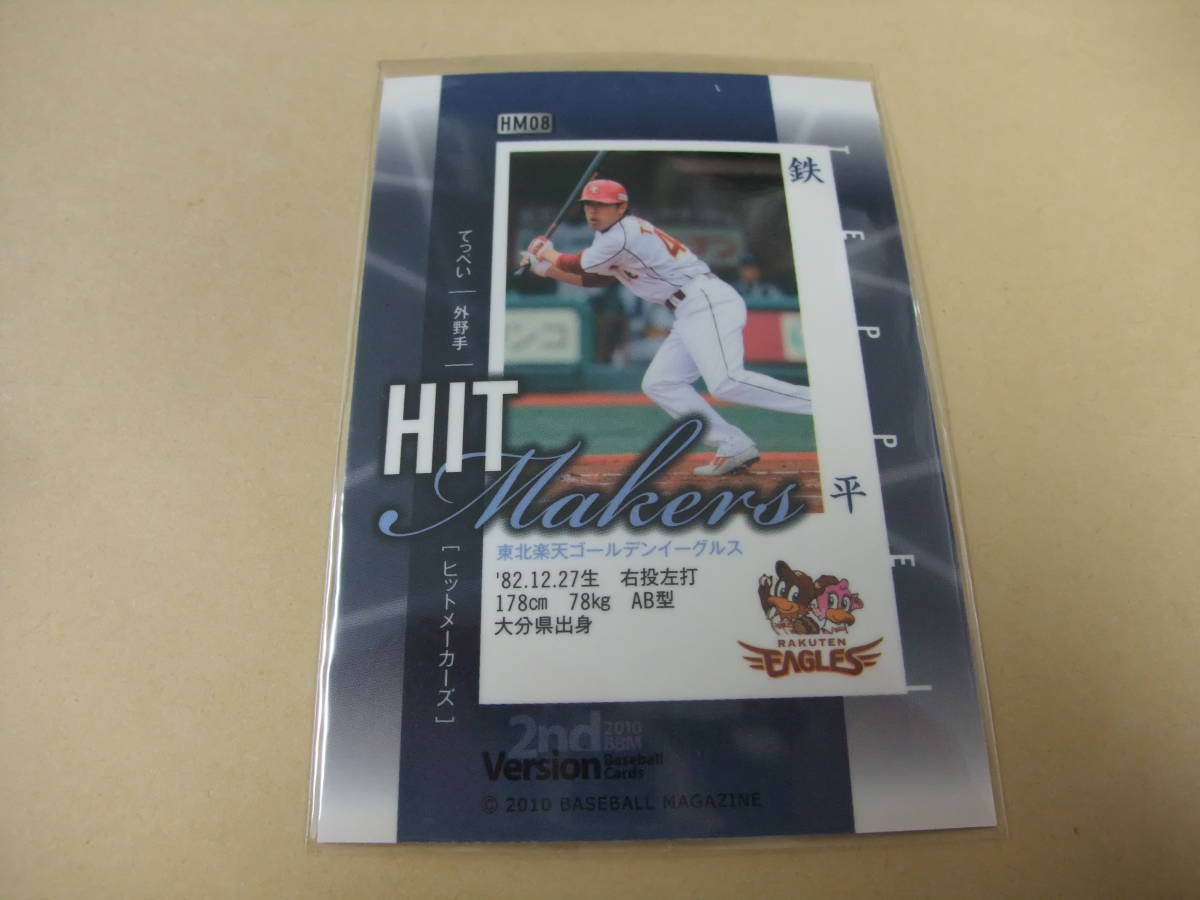 HM08
鉄平
TEPPEI
てっぺい｜外野手｜
HIT
Makers
[ヒットメーカーズ]
東北楽天ゴールデンイーグルス
'82.12.27生 右投左打
178cm 78kg AB型
大分県出身
RAKUTEN
EAGLES
2nd
Version
2010
BBM
Baseball
Cards
© 2010 BASEBALL MAGAZINE